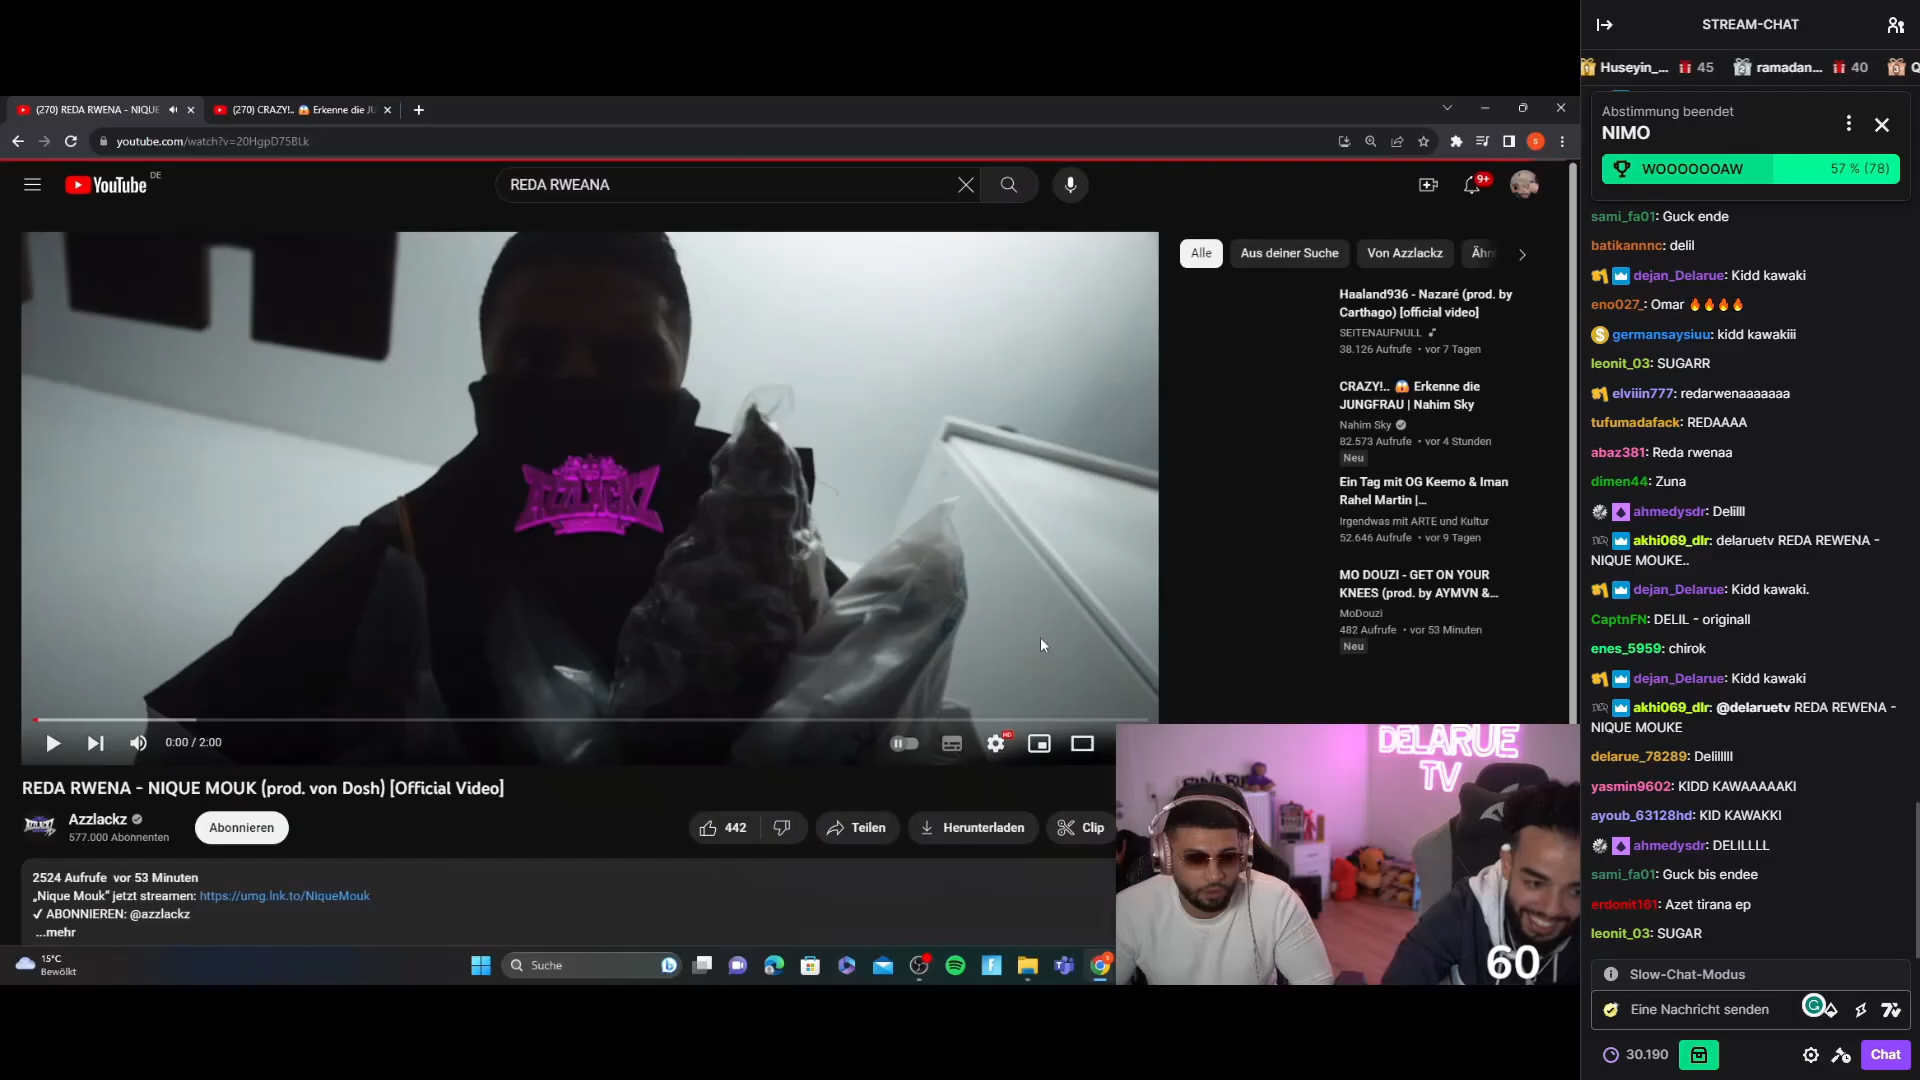 STREAM-CHAT
Huseyin_... 45 ramadan... 40
Abstimmung beendet
NIMO
WOOOOOOAW 57 % (78)
(270) REDA RWENA - NIQUE
(270) CRAZY!.. 😱 Erkenne die JU
youtube.com/watch?v=20HgpD75BLk
YouTube DE
REDA RWEANA
9+
AZZLACKZ
0:00 / 2:00
HD
Alle
Aus deiner Suche
Von Azzlackz
Ähn
Haaland936 - Nazaré (prod. by
Carthago) [official video]
SEITENAUFNULL
38.126 Aufrufe • vor 7 Tagen
CRAZY!.. 😱 Erkenne die
JUNGFRAU | Nahim Sky
Nahim Sky
82.573 Aufrufe • vor 4 Stunden
Neu
Ein Tag mit OG Keemo & Iman
Rahel Martin |...
Irgendwas mit ARTE und Kultur
52.646 Aufrufe • vor 9 Tagen
MO DOUZI - GET ON YOUR
KNEES (prod. by AYMVN &...
MoDouzi
482 Aufrufe • vor 53 Minuten
Neu
REDA RWENA - NIQUE MOUK (prod. von Dosh) [Official Video]
Azzlackz
577.000 Abonnenten
Abonnieren
442
Teilen
Herunterladen
Clip
2524 Aufrufe vor 53 Minuten
„Nique Mouk“ jetzt streamen: https://umg.lnk.to/NiqueMouk
✓ ABONNIEREN: @azzlackz
...mehr
15°C
Bewölkt
Suche
DELARUE
TV
60
sami_fa01: Guck ende
batikannnc: delil
dejan_Delarue: Kidd kawaki
eno027_: Omar 🔥🔥🔥🔥
germansaysiuu: kidd kawakiii
leonit_03: SUGARR
elviiin777: redarwenaaaaaaa
tufumadafack: REDAAAA
abaz381: Reda rwenaa
dimen44: Zuna
ahmedysdr: Delilll
akhi069_dlr: delaruetv REDA REWENA -
NIQUE MOUKE..
dejan_Delarue: Kidd kawaki.
CaptnFN: DELIL - originall
enes_5959: chirok
dejan_Delarue: Kidd kawaki
akhi069_dlr: @delaruetv REDA REWENA -
NIQUE MOUKE
delarue_78289: Delillllll
yasmin9602: KIDD KAWAAAAKI
ayoub_63128hd: KID KAWAKKI
ahmedysdr: DELILLLL
sami_fa01: Guck bis endee
erdonit161: Azet tirana ep
leonit_03: SUGAR
Slow-Chat-Modus
Eine Nachricht senden
30.190
Chat